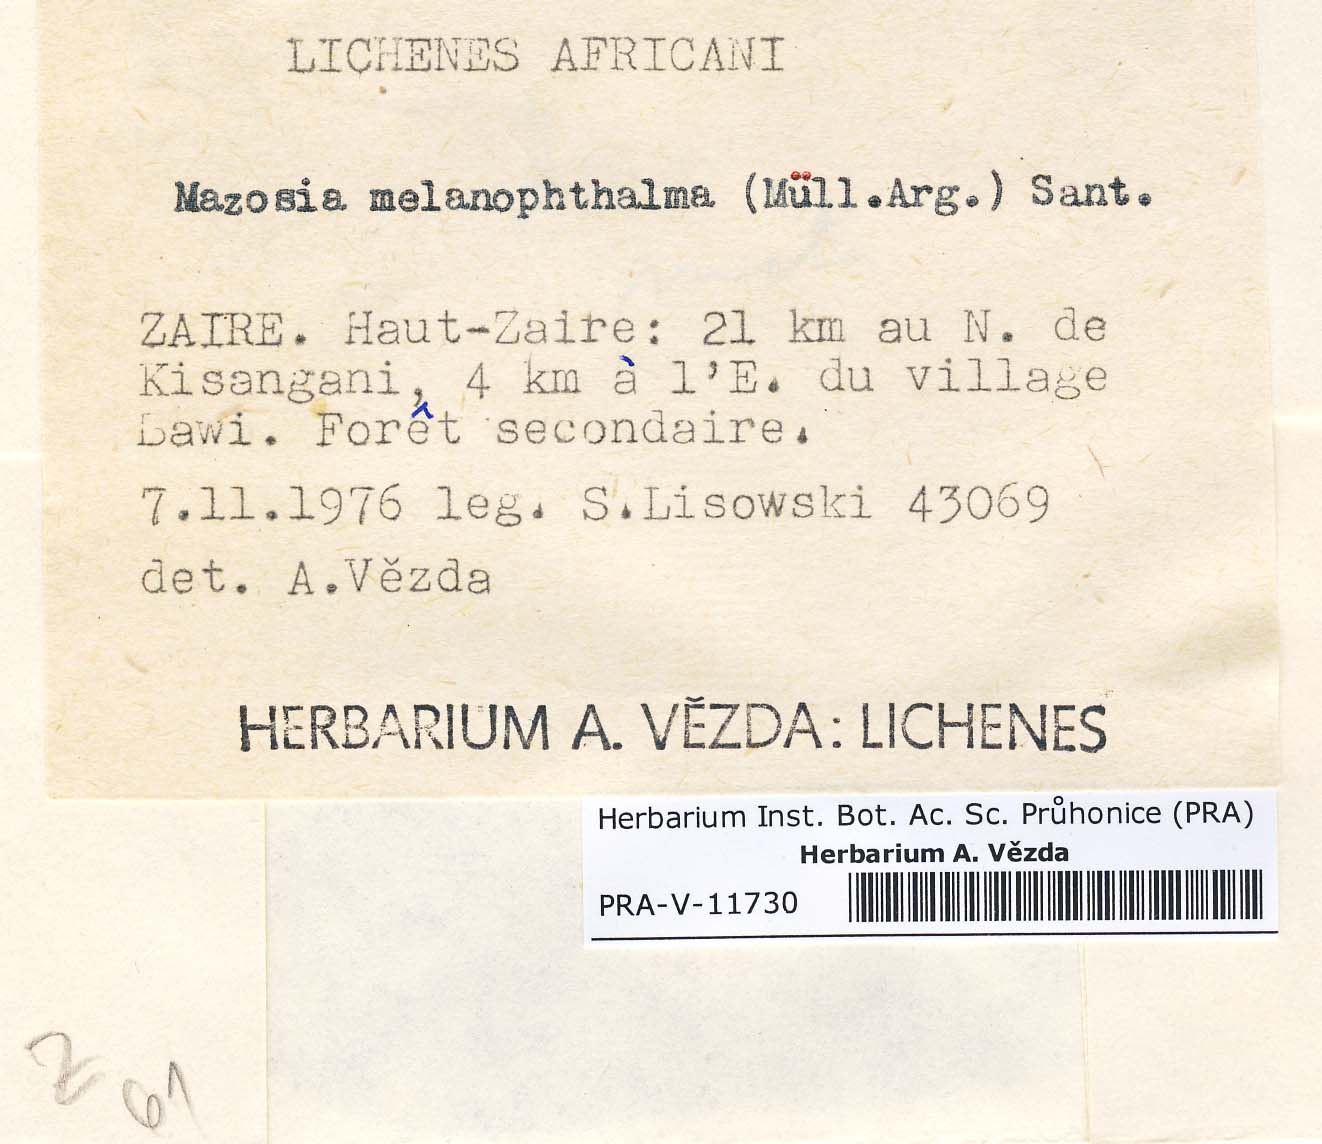 LICHENES AFRICANI
Mazosia melanophthalma (Müll.Arg.) Sant.
ZAIRE. Haut-Zaire: 21 km au N. de
Kisangani, 4 km à l'E. du village
Bawi. Forêt secondaire.
7.11.1976 leg. S.Lisowski 43069
det. A.Vězda
HERBARIUM A. VĚZDA: LICHENES
Herbarium Inst. Bot. Ac. Sc. Průhonice (PRA)
Herbarium A. Vězda
PRA-V-11730
Z 61